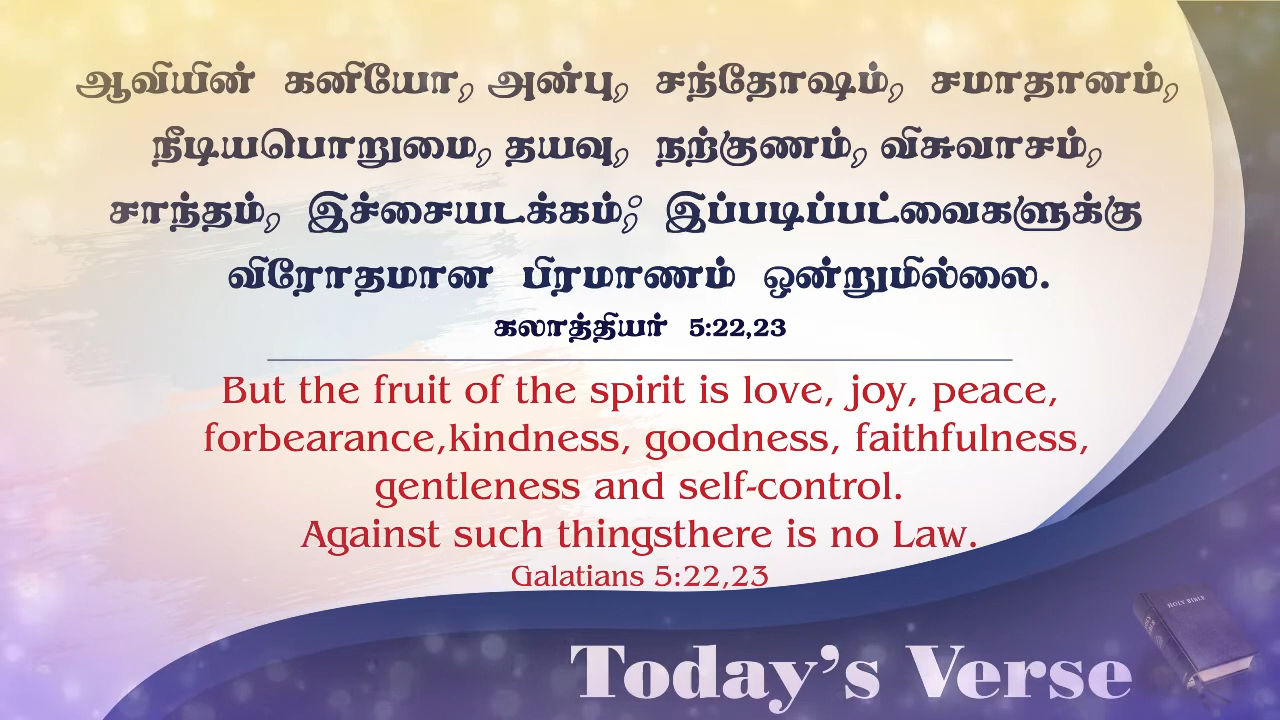 ஆவியின் கனியோ, அன்பு, சந்தோஷம், சமாதானம்,
நீடியபொறுமை, தயவு, நற்குணம், விசுவாசம்,
சாந்தம், இச்சையடக்கம்; இப்படிப்பட்வைகளுக்கு
விரோதமான பிரமாணம் ஒன்றுமில்லை.
கலாத்தியர் 5:22,23
But the fruit of the spirit is love, joy, peace,
forbearance,kindness, goodness, faithfulness,
gentleness and self-control.
Against such thingsthere is no Law.
Galatians 5:22,23
HOLY BIBLE
Today's Verse